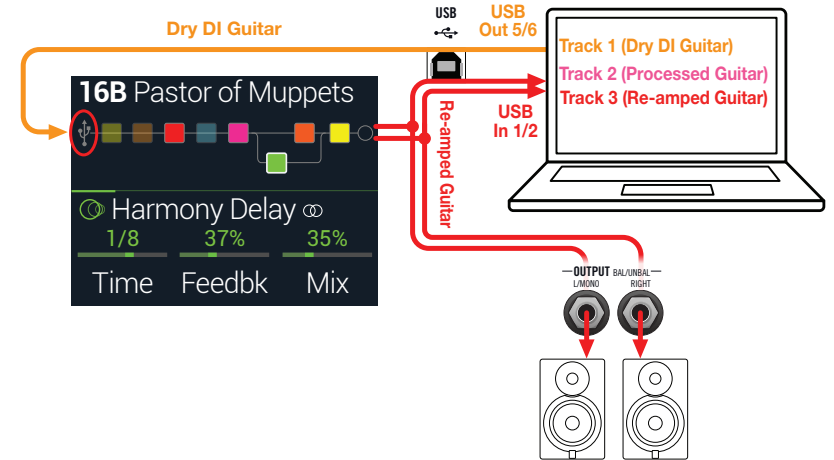 Dry DI Guitar
USB
USB
Out 5/6
Track 1 (Dry DI Guitar)
Track 2 (Processed Guitar)
Track 3 (Re-amped Guitar)
16B Pastor of Muppets
USB
In 1/2
Re-amped Guitar
Harmony Delay
1/8 37% 35%
Time Feedbk Mix
OUTPUT BAL/UNBAL
L/MONO RIGHT